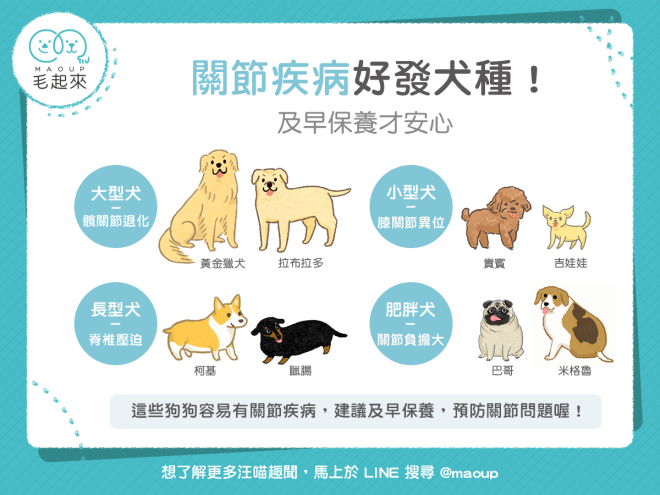 MAOUP
毛起來
關節疾病好發犬種！
及早保養才安心
大型犬
髖關節退化
黃金獵犬
拉布拉多
小型犬
膝關節異位
貴賓
吉娃娃
長型犬
脊椎壓迫
柯基
臘腸
肥胖犬
關節負擔大
巴哥
米格魯
這些狗狗容易有關節疾病，建議及早保養，預防關節問題喔！
想了解更多汪喵趣聞，馬上於 LINE 搜尋 @maoup